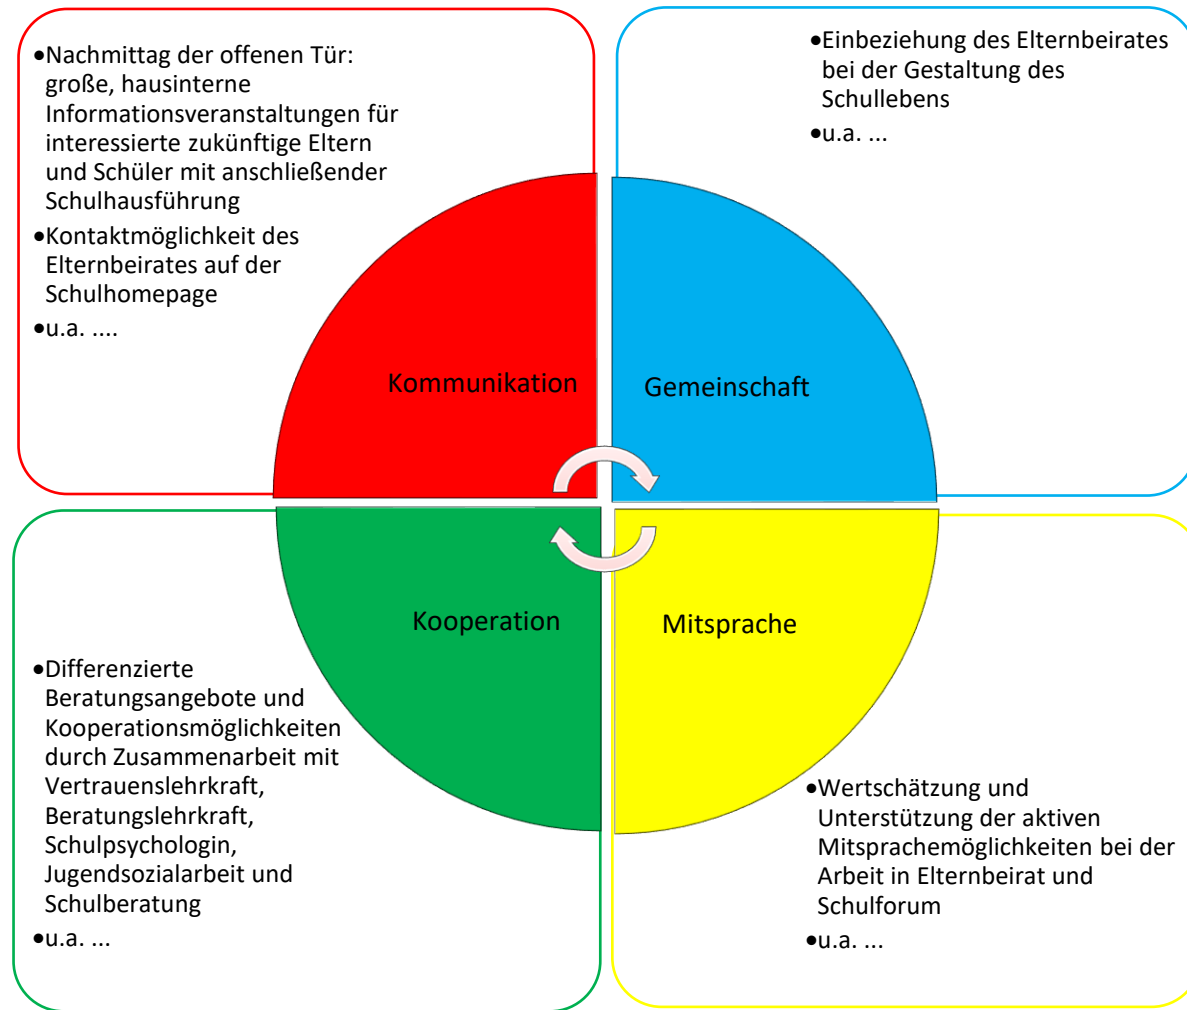 •Nachmittag der offenen Tür:
große, hausinterne
Informationsveranstaltungen für
interessierte zukünftige Eltern
und Schüler mit anschließender
Schulhausführung
•Kontaktmöglichkeit des
Elternbeirates auf der
Schulhomepage
•u.a. ....
•Einbeziehung des Elternbeirates
bei der Gestaltung des
Schullebens
•u.a. ...
Kommunikation
Gemeinschaft
Kooperation
Mitsprache
•Differenzierte
Beratungsangebote und
Kooperationsmöglichkeiten
durch Zusammenarbeit mit
Vertrauenslehrkraft,
Beratungslehrkraft,
Schulpsychologin,
Jugendsozialarbeit und
Schulberatung
•u.a. ...
•Wertschätzung und
Unterstützung der aktiven
Mitsprachemöglichkeiten bei der
Arbeit in Elternbeirat und
Schulforum
•u.a. ...